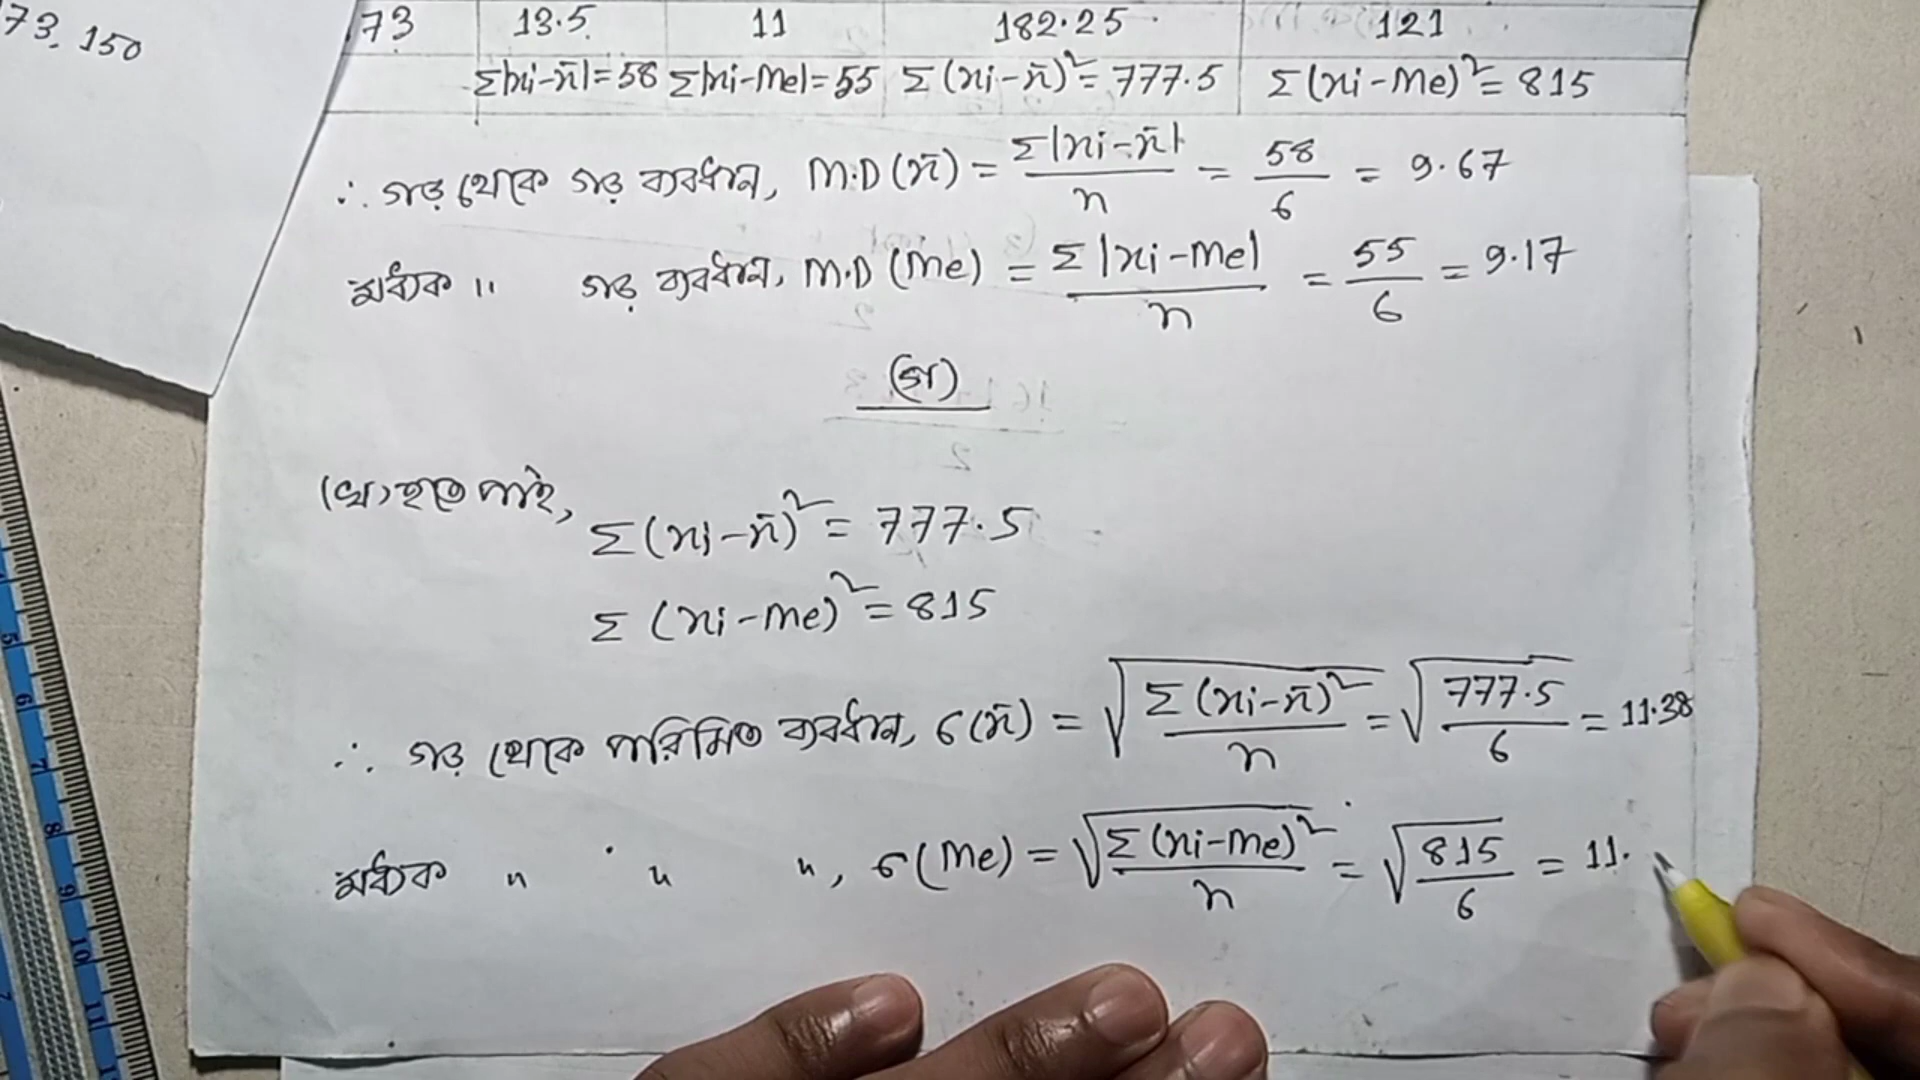 73, 150
73 13.5 11 182.25 121
Σ|xi-x̄|=58 Σ|xi-Me|=55 Σ(xi-x̄)²=777.5 Σ(xi-Me)²=815
∴ গড় থেকে গড় ব্যবধান, M.D(x̄) = Σ|xi-x̄|/n = 58/6 = 9.67
মধ্যক " গড় ব্যবধান, M.D(Me) = Σ|xi-Me|/n = 55/6 = 9.17
(গ)
(খ) হতে পাই,
Σ(xi-x̄)² = 777.5
Σ(xi-Me)² = 815
∴ গড় থেকে পরিমিত ব্যবধান, σ(x̄) = √(Σ(xi-x̄)²/n) = √(777.5/6) = 11.38
মধ্যক " " ", σ(Me) = √(Σ(xi-Me)²/n) = √(815/6) = 11.